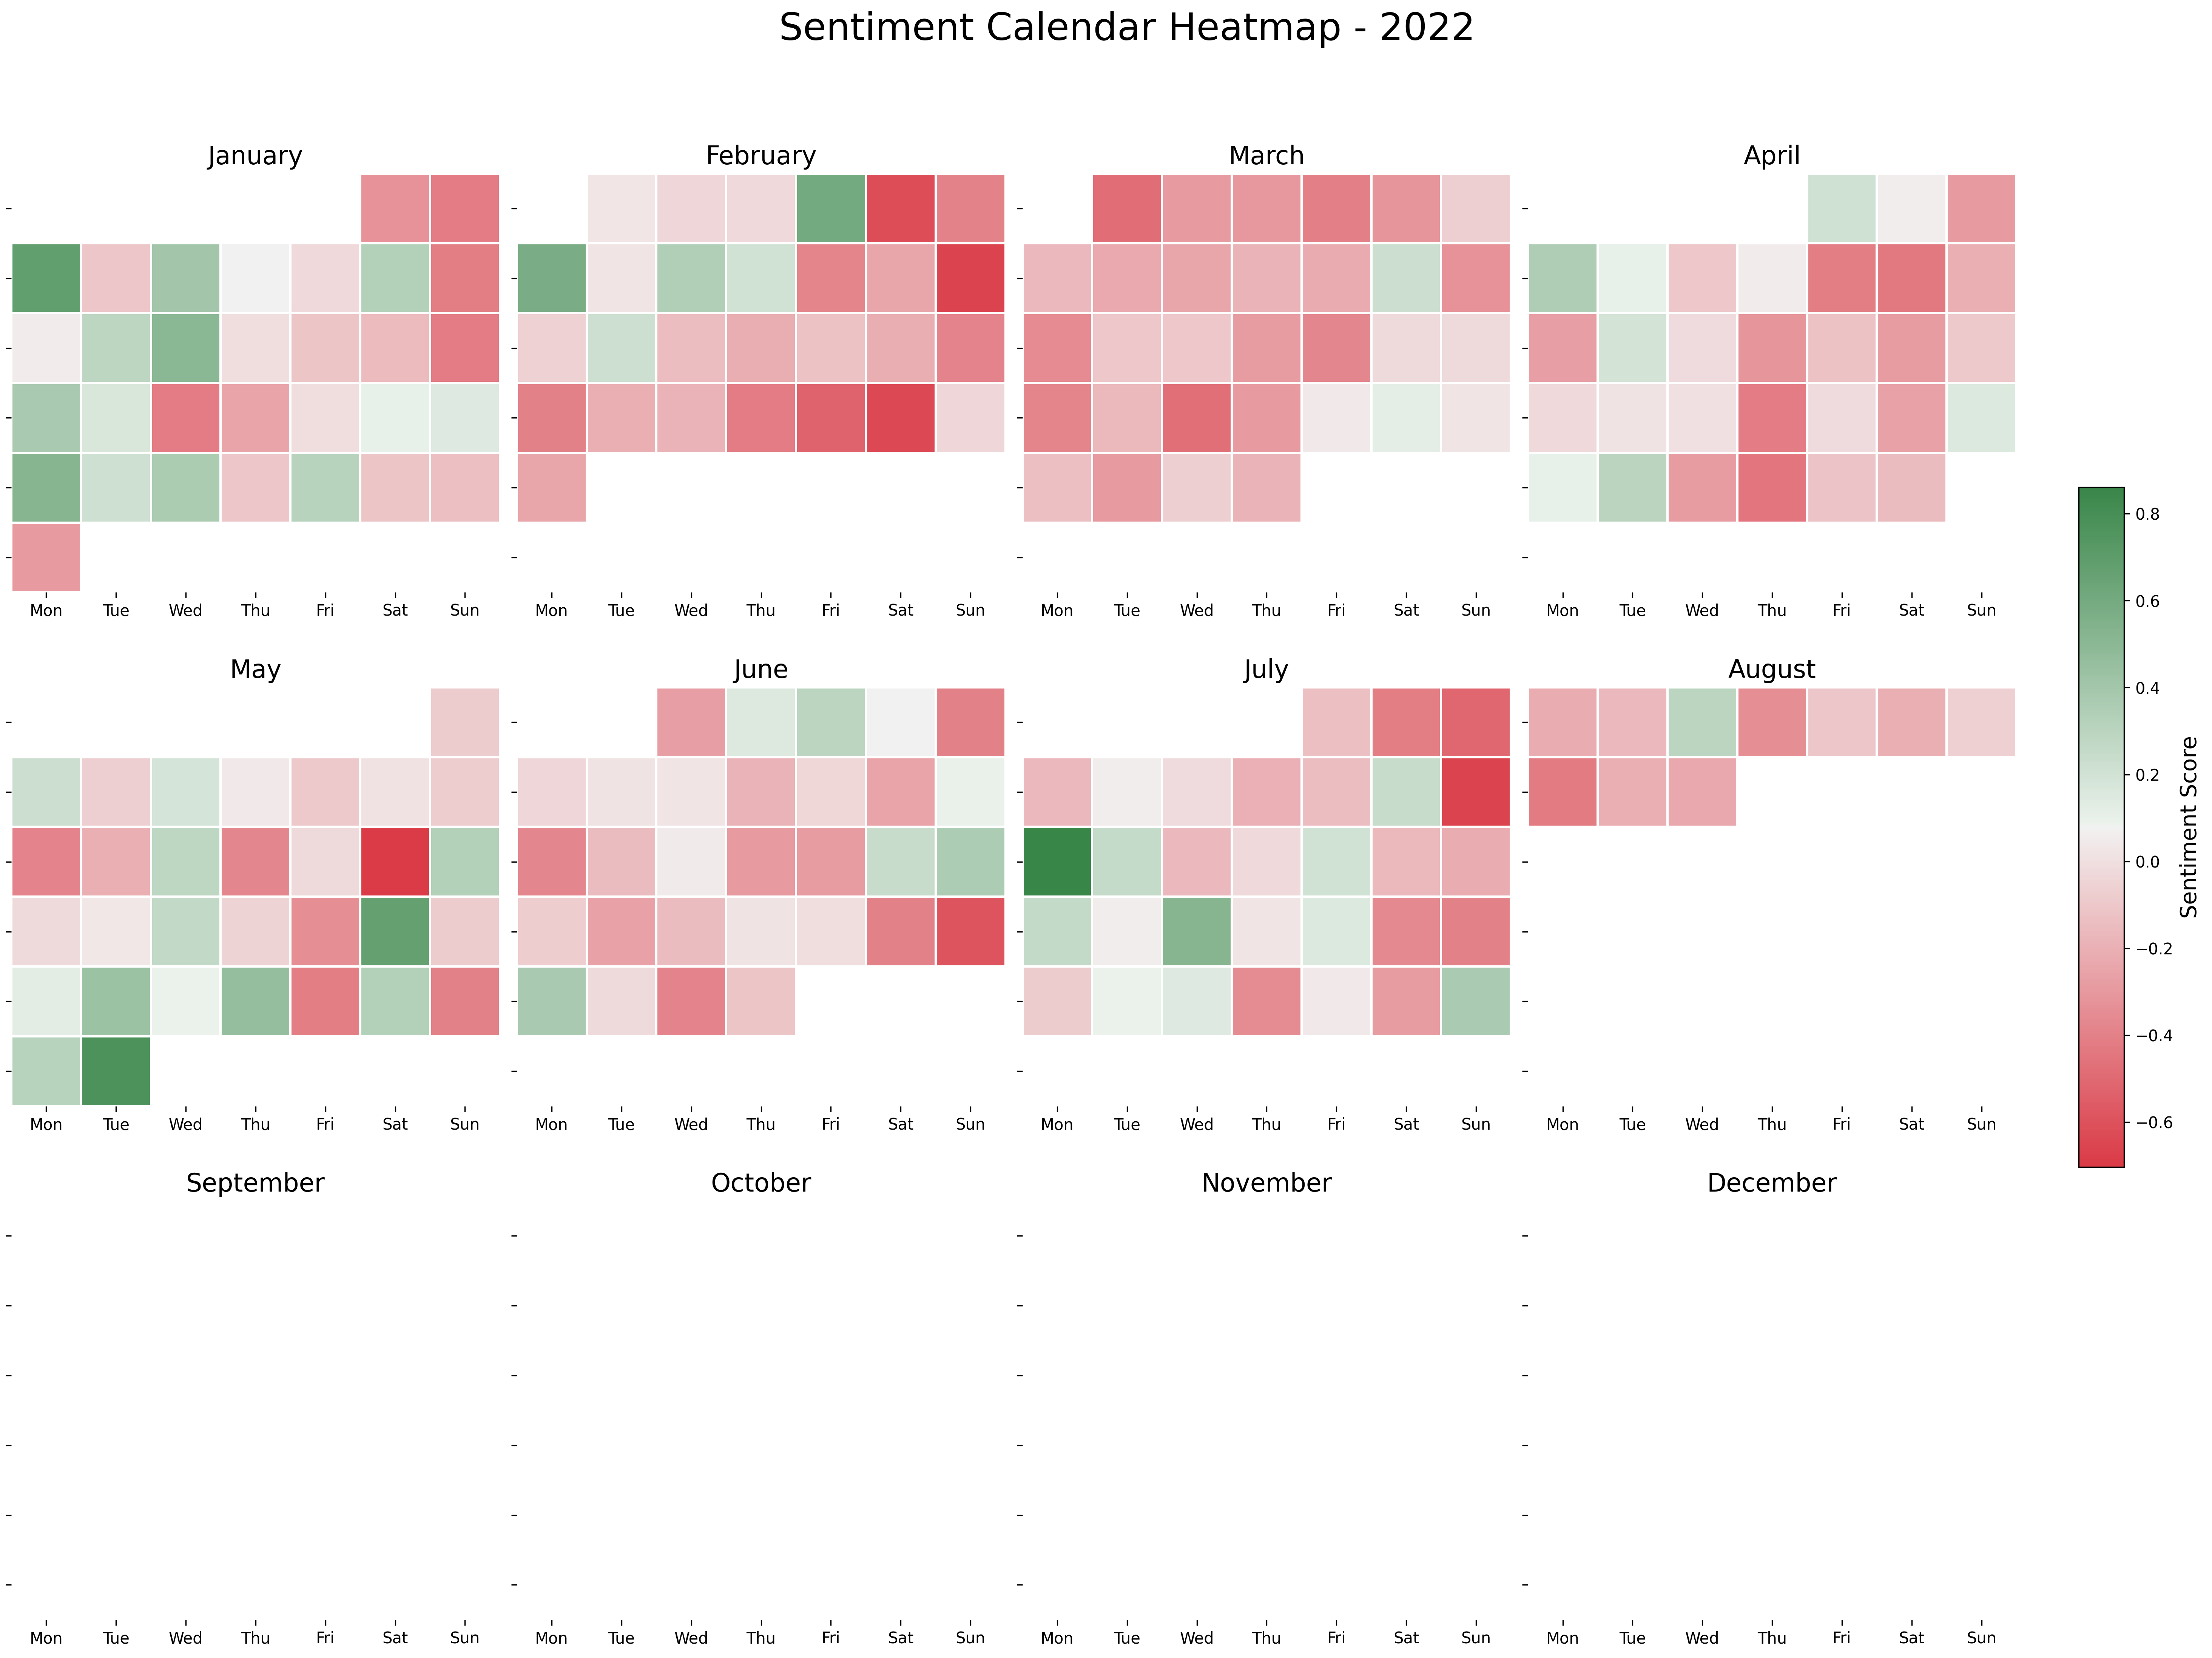 Sentiment Calendar Heatmap - 2022
January
February
March
April
Mon Tue Wed Thu Fri Sat Sun
Mon Tue Wed Thu Fri Sat Sun
Mon Tue Wed Thu Fri Sat Sun
Mon Tue Wed Thu Fri Sat Sun
May
June
July
August
Mon Tue Wed Thu Fri Sat Sun
Mon Tue Wed Thu Fri Sat Sun
Mon Tue Wed Thu Fri Sat Sun
Mon Tue Wed Thu Fri Sat Sun
September
October
November
December
Mon Tue Wed Thu Fri Sat Sun
Mon Tue Wed Thu Fri Sat Sun
Mon Tue Wed Thu Fri Sat Sun
Mon Tue Wed Thu Fri Sat Sun
0.8
0.6
0.4
0.2
0.0
−0.2
−0.4
−0.6
Sentiment Score